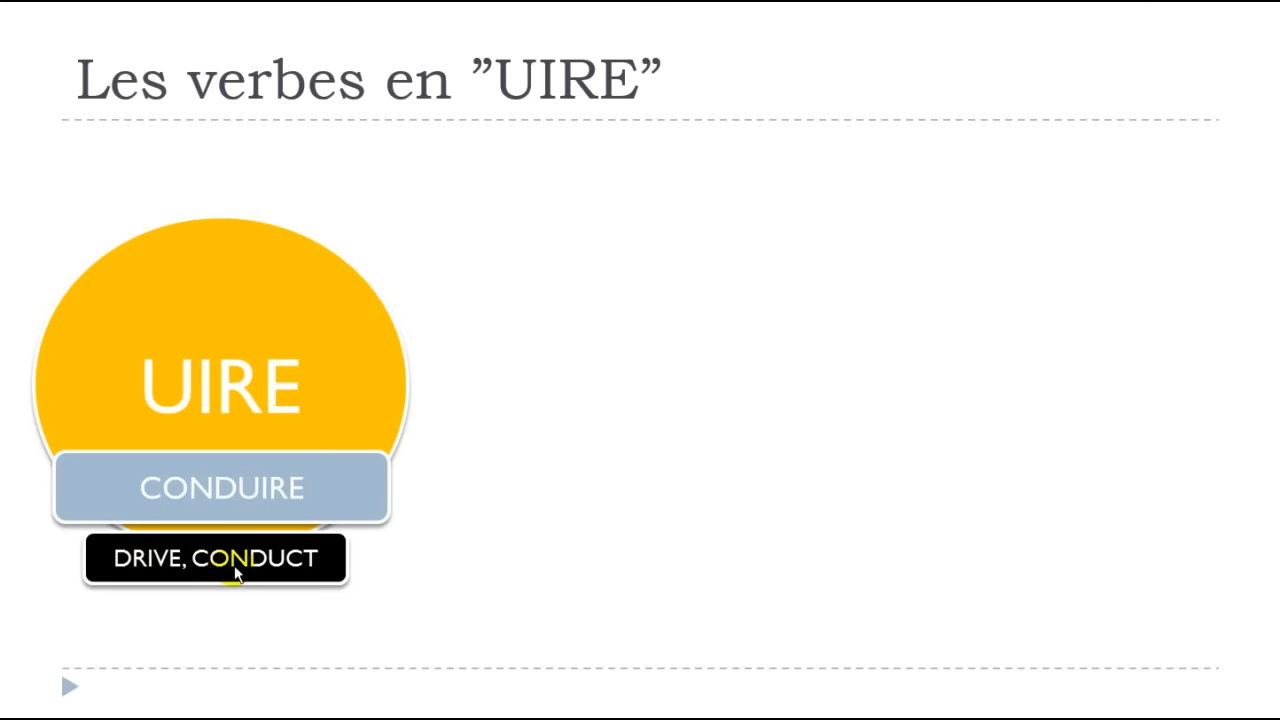 Les verbes en ”UIRE”
UIRE
CONDUIRE
DRIVE, CONDUCT